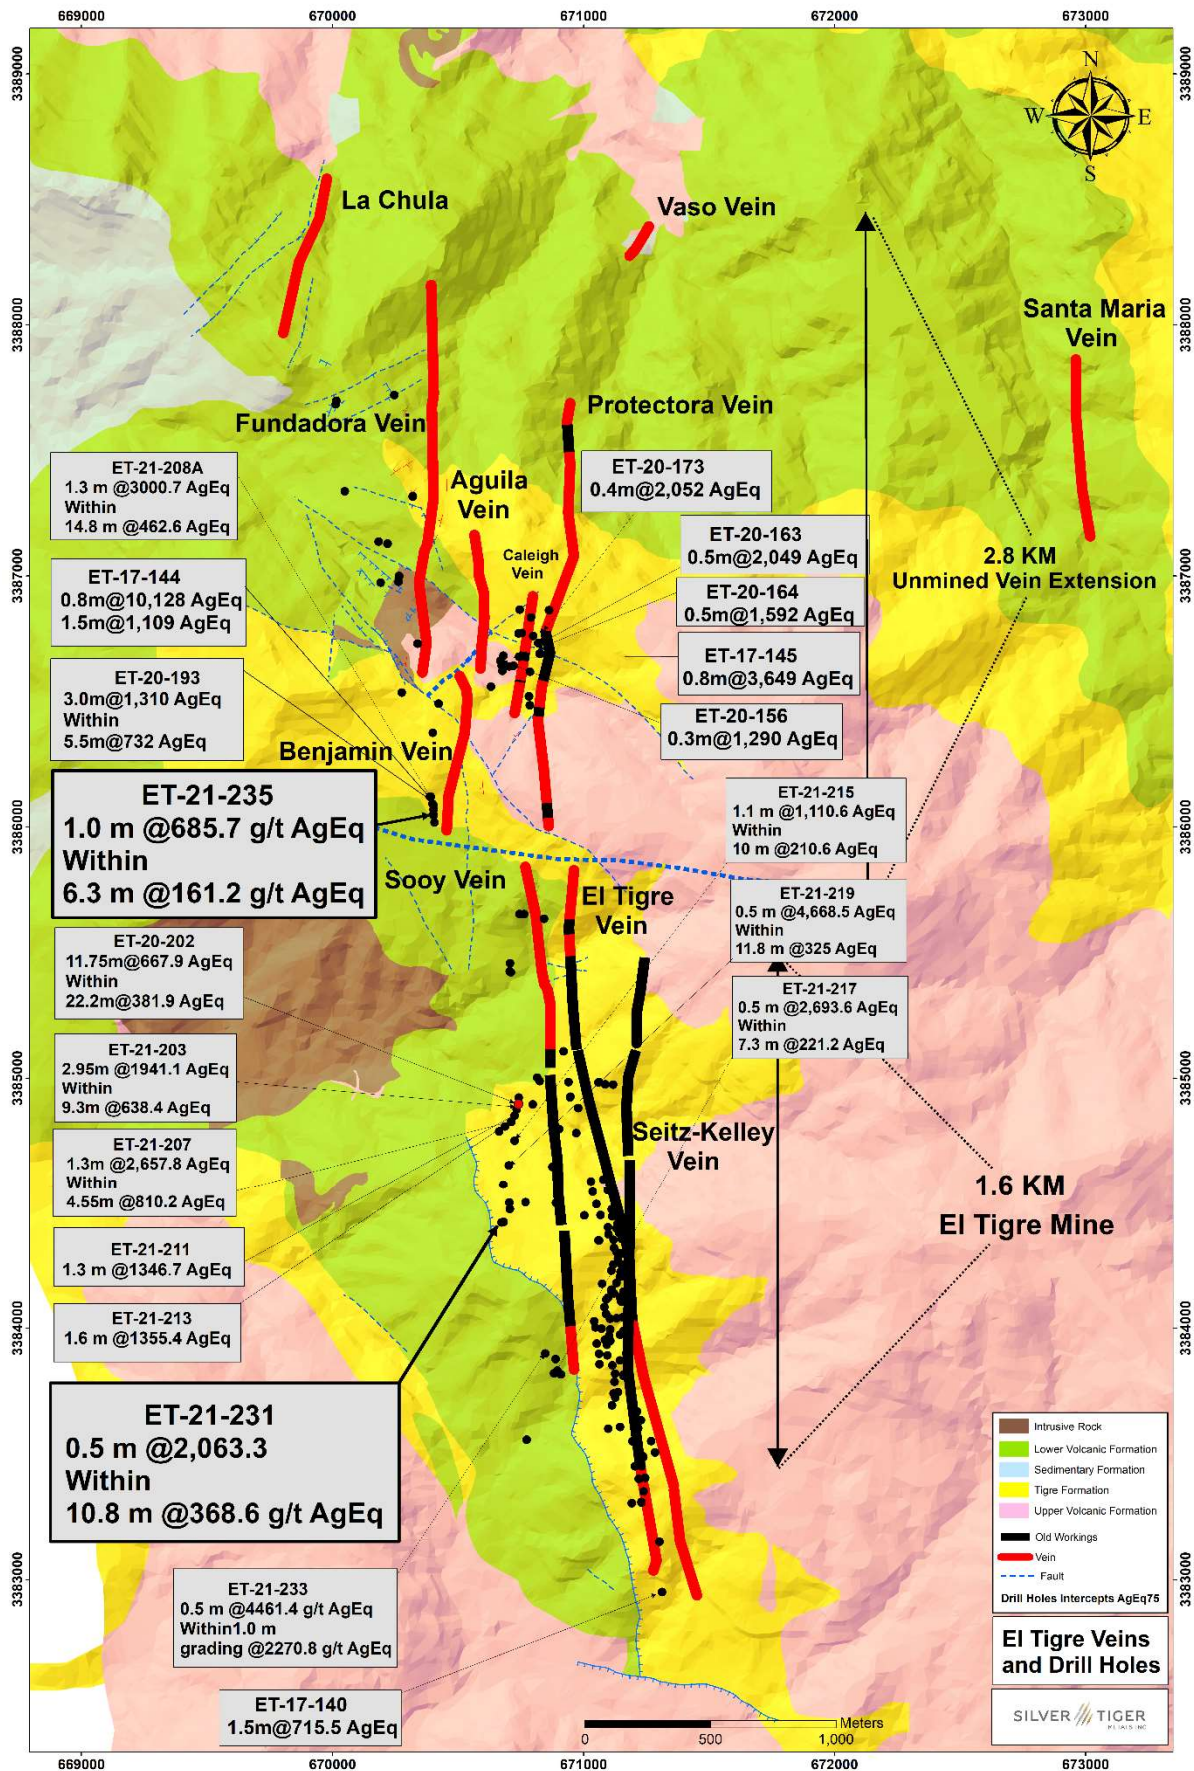 669000
670000
671000
672000
673000
3389000
3389000
N
W
E
S
La Chula
Vaso Vein
3388000
3388000
Santa Maria
Vein
Fundadora Vein
Protectora Vein
ET-21-208A
1.3 m @3000.7 AgEq
Within
14.8 m @462.6 AgEq
Aguila
Vein
ET-20-173
0.4m@2,052 AgEq
Caleigh
Vein
ET-20-163
0.5m@2,049 AgEq
2.8 KM
Unmined Vein Extension
3387000
3387000
ET-17-144
0.8m@10,128 AgEq
1.5m@1,109 AgEq
ET-20-164
0.5m@1,592 AgEq
ET-17-145
0.8m@3,649 AgEq
ET-20-193
3.0m@1,310 AgEq
Within
5.5m@732 AgEq
ET-20-156
0.3m@1,290 AgEq
Benjamin Vein
ET-21-235
1.0 m @685.7 g/t AgEq
Within
6.3 m @161.2 g/t AgEq
ET-21-215
1.1 m @1,110.6 AgEq
Within
10 m @210.6 AgEq
3386000
3386000
Sooy Vein
El Tigre
Vein
ET-21-219
0.5 m @4,668.5 AgEq
Within
11.8 m @325 AgEq
ET-20-202
11.75m@667.9 AgEq
Within
22.2m@381.9 AgEq
ET-21-217
0.5 m @2,693.6 AgEq
Within
7.3 m @221.2 AgEq
ET-21-203
2.95m @1941.1 AgEq
Within
9.3m @638.4 AgEq
3385000
3385000
Seitz-Kelley
Vein
ET-21-207
1.3m @2,657.8 AgEq
Within
4.55m @810.2 AgEq
1.6 KM
El Tigre Mine
ET-21-211
1.3 m @1346.7 AgEq
ET-21-213
1.6 m @1355.4 AgEq
3384000
3384000
ET-21-231
0.5 m @2,063.3
Within
10.8 m @368.6 g/t AgEq
Intrusive Rock
Lower Volcanic Formation
Sedimentary Formation
Tigre Formation
Upper Volcanic Formation
Old Workings
Vein
Fault
Drill Holes Intercepts AgEq75
3383000
3383000
ET-21-233
0.5 m @4461.4 g/t AgEq
Within1.0 m
grading @2270.8 g/t AgEq
El Tigre Veins
and Drill Holes
ET-17-140
1.5m@715.5 AgEq
SILVER TIGER
METALS INC
Meters
0
500
1,000
669000
670000
671000
672000
673000